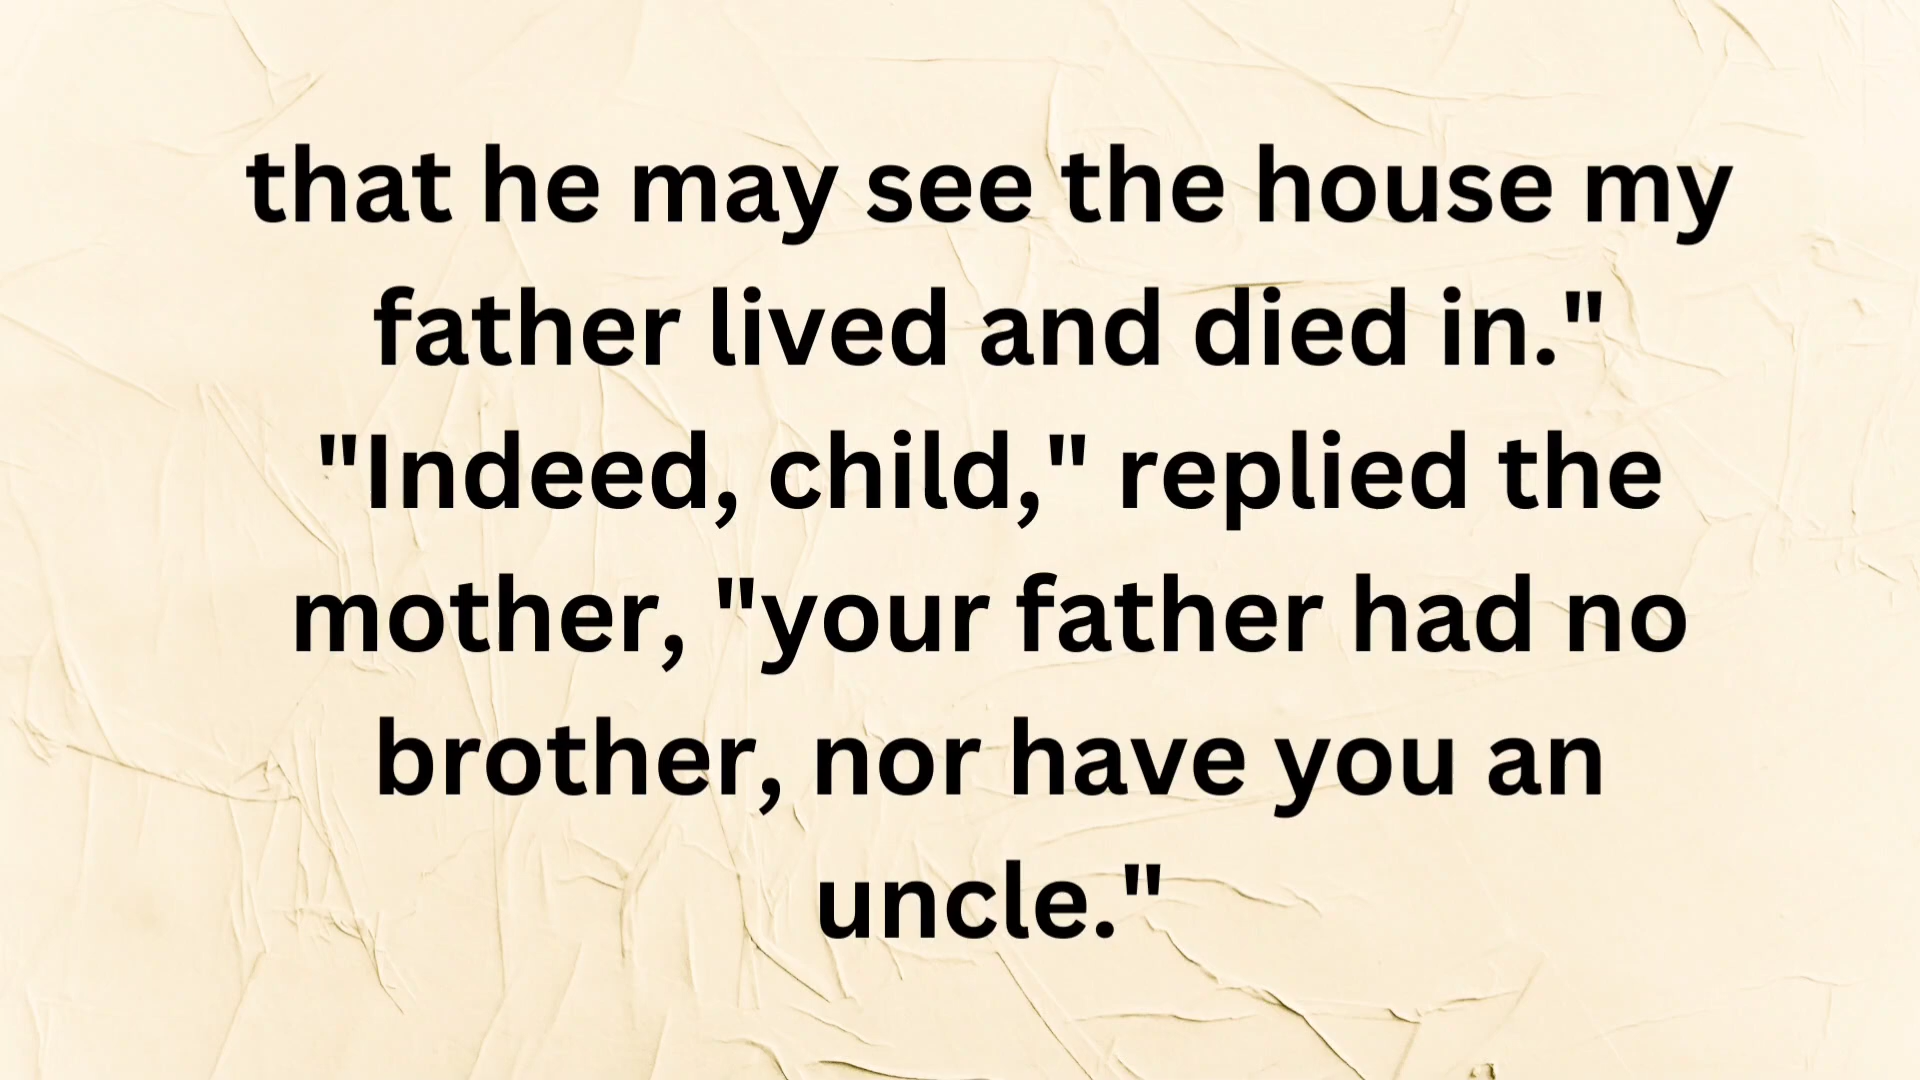 that he may see the house my
father lived and died in."
"Indeed, child," replied the
mother, "your father had no
brother, nor have you an
uncle."